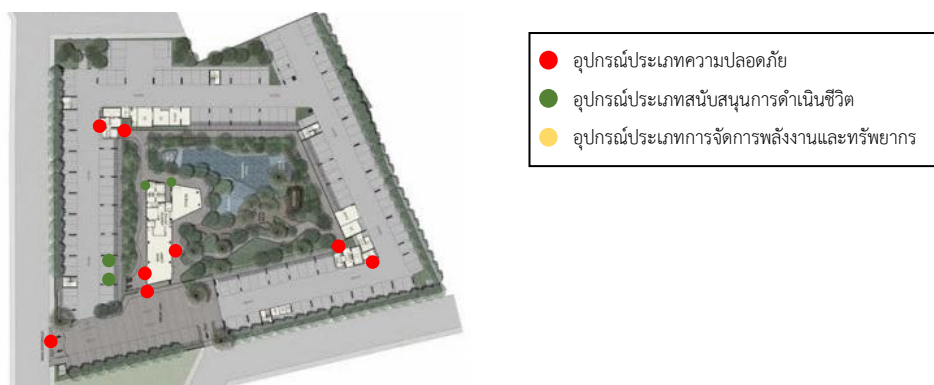 อุปกรณ์ประเภทความปลอดภัย
อุปกรณ์ประเภทสนับสนุนการดำเนินชีวิต
อุปกรณ์ประเภทการจัดการพลังงานและทรัพยากร